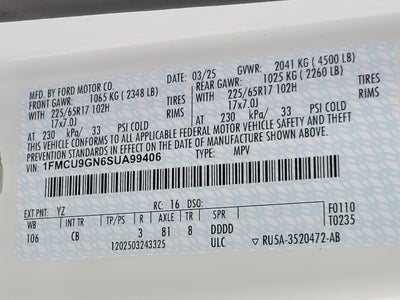 MFD. BY FORD MOTOR CO.
DATE: 03/25 GVWR: 2041 KG ( 4500 LB)
FRONT GAWR: 1065 KG ( 2348 LB) REAR GAWR: 1025 KG ( 2260 LB)
WITH 225/65R17 102H TIRES WITH 225/65R17 102H TIRES
17x7.0J RIMS 17x7.0J RIMS
AT 230 kPa/ 33 PSI COLD AT 230 kPa/ 33 PSI COLD
THIS VEHICLE CONFORMS TO ALL APPLICABLE FEDERAL MOTOR VEHICLE SAFETY AND THEFT
PREVENTION STANDARDS IN EFFECT ON THE DATE OF MANUFACTURE SHOWN ABOVE.
VIN: 1FMCU9GN6SUA99406 TYPE: MPV
EXT PNT: YZ RC: 16 DSO: F0110
WB INT TR TP/PS R AXLE TR SPR T0235
106 CB 3 81 8 DDDD
1202503243325 ULC ▽ RU5A-3520472-AB